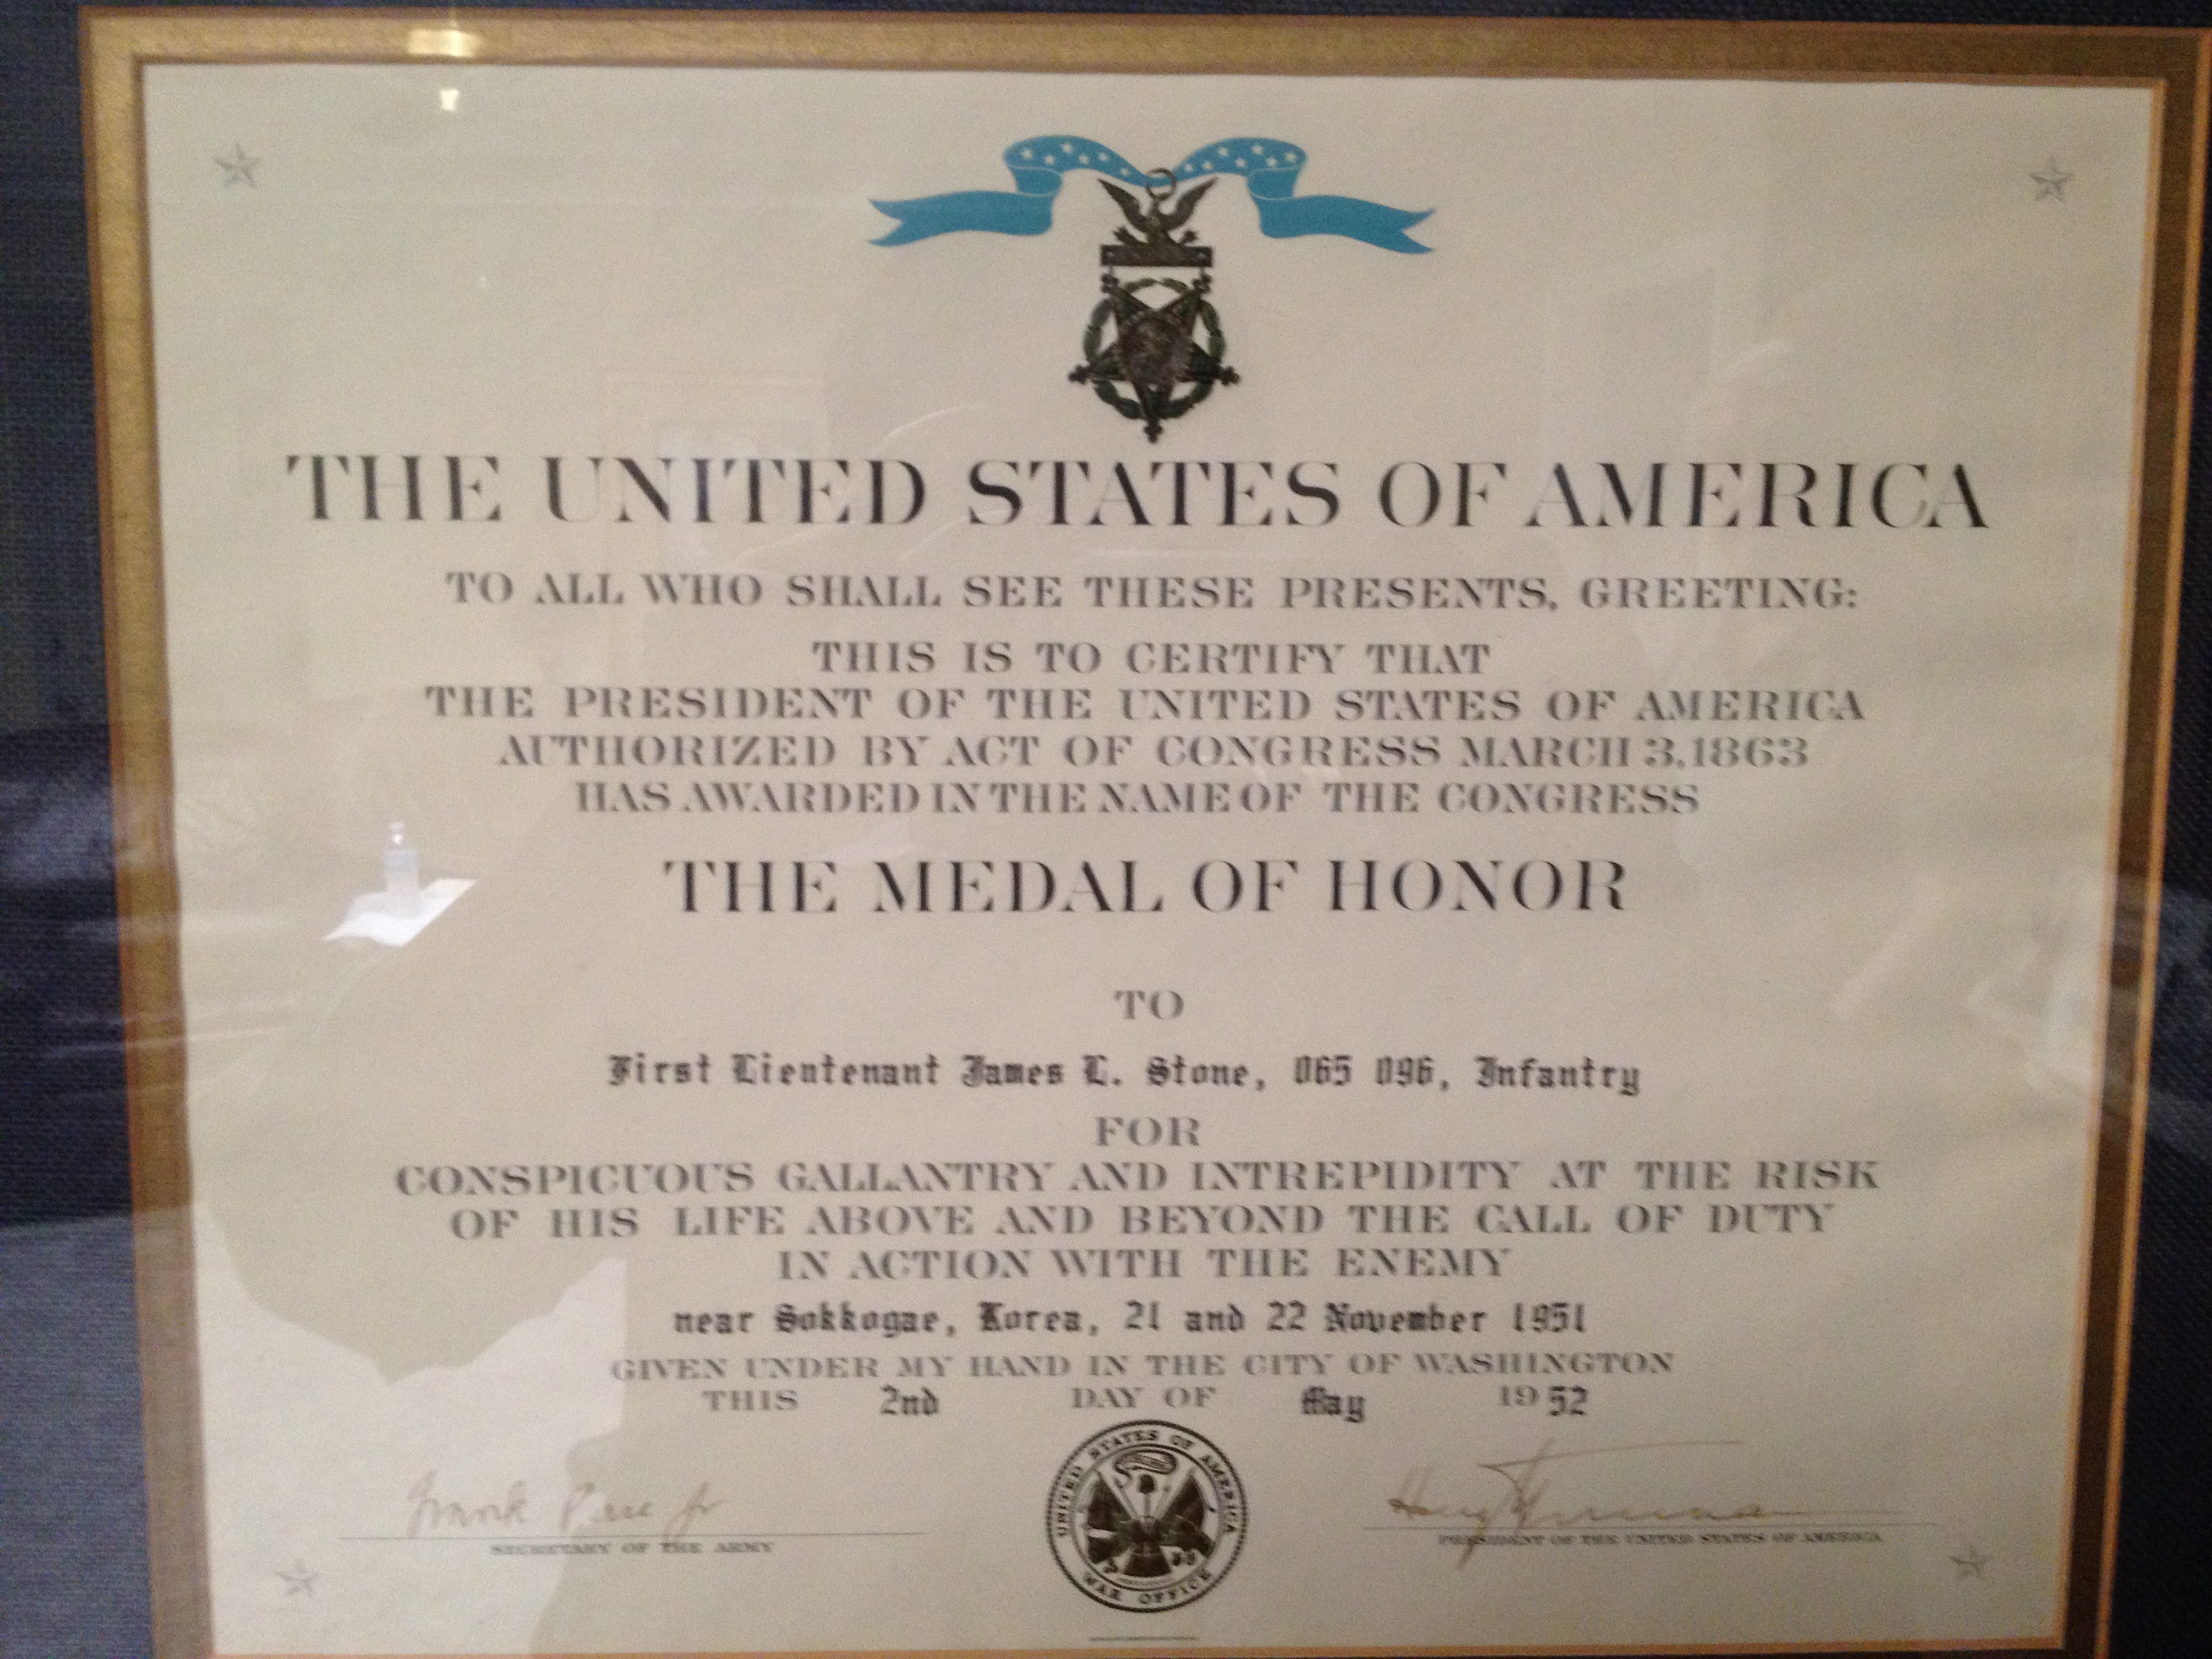 THE UNITED STATES OF AMERICA
TO ALL WHO SHALL SEE THESE PRESENTS, GREETING:
THIS IS TO CERTIFY THAT
THE PRESIDENT OF THE UNITED STATES OF AMERICA
AUTHORIZED BY ACT OF CONGRESS MARCH 3, 1863
HAS AWARDED IN THE NAME OF THE CONGRESS
THE MEDAL OF HONOR
TO
First Lieutenant James L. Stone, 065 096, Infantry
FOR
CONSPICUOUS GALLANTRY AND INTREPIDITY AT THE RISK
OF HIS LIFE ABOVE AND BEYOND THE CALL OF DUTY
IN ACTION WITH THE ENEMY
near Sokkogae, Korea, 21 and 22 November 1951
GIVEN UNDER MY HAND IN THE CITY OF WASHINGTON
THIS 2nd DAY OF May 1952
Frank Pace Jr
SECRETARY OF THE ARMY
UNITED STATES OF AMERICA
WAR OFFICE
Harry Truman
PRESIDENT OF THE UNITED STATES OF AMERICA